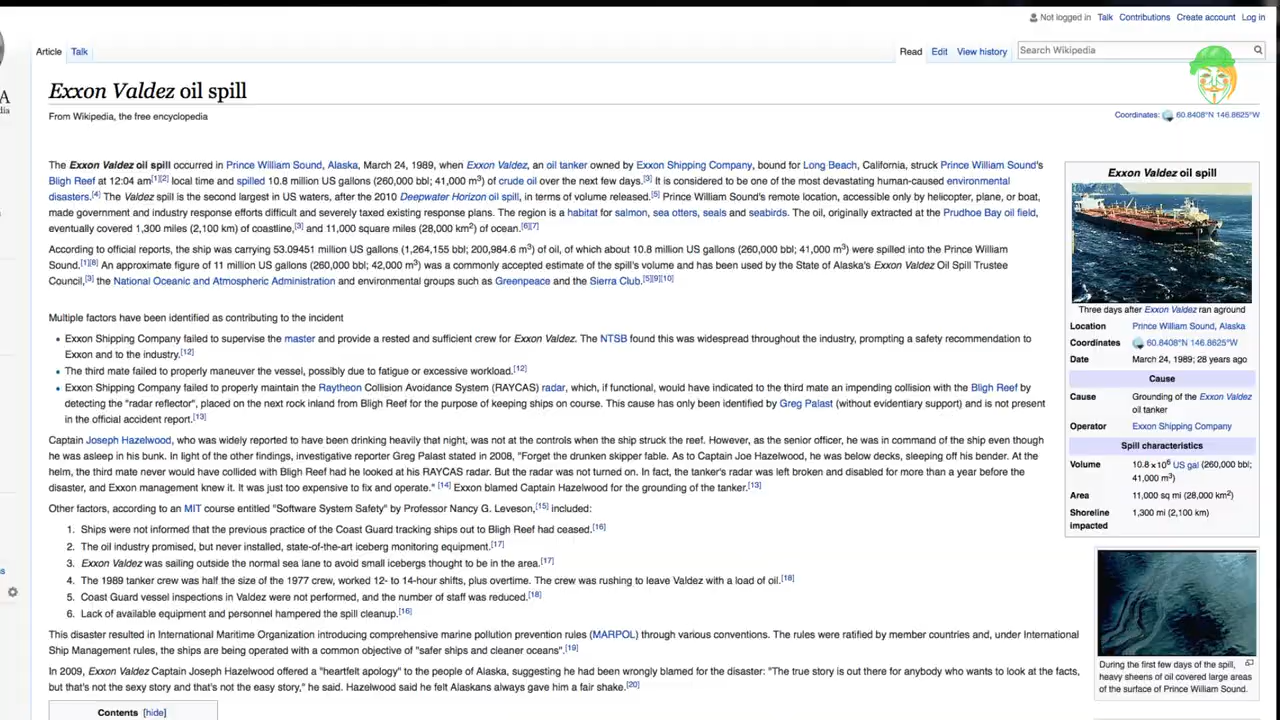 Not logged in Talk Contributions Create account Log in
Article Talk
Read Edit View history Search Wikipedia
A
dia
Exxon Valdez oil spill
From Wikipedia, the free encyclopedia
Coordinates: 60.8408°N 146.8625°W
The Exxon Valdez oil spill occurred in Prince William Sound, Alaska, March 24, 1989, when Exxon Valdez, an oil tanker owned by Exxon Shipping Company, bound for Long Beach, California, struck Prince William Sound's
Bligh Reef at 12:04 am[1][2] local time and spilled 10.8 million US gallons (260,000 bbl; 41,000 m³) of crude oil over the next few days.[3] It is considered to be one of the most devastating human-caused environmental
disasters.[4] The Valdez spill is the second largest in US waters, after the 2010 Deepwater Horizon oil spill, in terms of volume released.[5] Prince William Sound's remote location, accessible only by helicopter, plane, or boat,
made government and industry response efforts difficult and severely taxed existing response plans. The region is a habitat for salmon, sea otters, seals and seabirds. The oil, originally extracted at the Prudhoe Bay oil field,
eventually covered 1,300 miles (2,100 km) of coastline,[3] and 11,000 square miles (28,000 km²) of ocean.[6][7]
According to official reports, the ship was carrying 53.09451 million US gallons (1,264,155 bbl; 200,984.6 m³) of oil, of which about 10.8 million US gallons (260,000 bbl; 41,000 m³) were spilled into the Prince William
Sound.[1][8] An approximate figure of 11 million US gallons (260,000 bbl; 42,000 m³) was a commonly accepted estimate of the spill's volume and has been used by the State of Alaska's Exxon Valdez Oil Spill Trustee
Council,[3] the National Oceanic and Atmospheric Administration and environmental groups such as Greenpeace and the Sierra Club.[5][9][10]
Multiple factors have been identified as contributing to the incident
• Exxon Shipping Company failed to supervise the master and provide a rested and sufficient crew for Exxon Valdez. The NTSB found this was widespread throughout the industry, prompting a safety recommendation to
Exxon and to the industry.[12]
• The third mate failed to properly maneuver the vessel, possibly due to fatigue or excessive workload.[12]
• Exxon Shipping Company failed to properly maintain the Raytheon Collision Avoidance System (RAYCAS) radar, which, if functional, would have indicated to the third mate an impending collision with the Bligh Reef by
detecting the "radar reflector", placed on the next rock inland from Bligh Reef for the purpose of keeping ships on course. This cause has only been identified by Greg Palast (without evidentiary support) and is not present
in the official accident report.[13]
Captain Joseph Hazelwood, who was widely reported to have been drinking heavily that night, was not at the controls when the ship struck the reef. However, as the senior officer, he was in command of the ship even though
he was asleep in his bunk. In light of the other findings, investigative reporter Greg Palast stated in 2008, "Forget the drunken skipper fable. As to Captain Joe Hazelwood, he was below decks, sleeping off his bender. At the
helm, the third mate never would have collided with Bligh Reef had he looked at his RAYCAS radar. But the radar was not turned on. In fact, the tanker's radar was left broken and disabled for more than a year before the
disaster, and Exxon management knew it. It was just too expensive to fix and operate." [14] Exxon blamed Captain Hazelwood for the grounding of the tanker.[13]
Other factors, according to an MIT course entitled "Software System Safety" by Professor Nancy G. Leveson,[15] included:
1. Ships were not informed that the previous practice of the Coast Guard tracking ships out to Bligh Reef had ceased.[16]
2. The oil industry promised, but never installed, state-of-the-art iceberg monitoring equipment.[17]
3. Exxon Valdez was sailing outside the normal sea lane to avoid small icebergs thought to be in the area.[17]
4. The 1989 tanker crew was half the size of the 1977 crew, worked 12- to 14-hour shifts, plus overtime. The crew was rushing to leave Valdez with a load of oil.[18]
5. Coast Guard vessel inspections in Valdez were not performed, and the number of staff was reduced.[18]
6. Lack of available equipment and personnel hampered the spill cleanup.[16]
This disaster resulted in International Maritime Organization introducing comprehensive marine pollution prevention rules (MARPOL) through various conventions. The rules were ratified by member countries and, under International
Ship Management rules, the ships are being operated with a common objective of "safer ships and cleaner oceans".[19]
In 2009, Exxon Valdez Captain Joseph Hazelwood offered a "heartfelt apology" to the people of Alaska, suggesting he had been wrongly blamed for the disaster: "The true story is out there for anybody who wants to look at the facts,
but that's not the sexy story and that's not the easy story," he said. Hazelwood said he felt Alaskans always gave him a fair shake.[20]
Contents [hide]
Exxon Valdez oil spill
Three days after Exxon Valdez ran aground
Location Prince William Sound, Alaska
Coordinates 60.8408°N 146.8625°W
Date March 24, 1989; 28 years ago
Cause
Cause Grounding of the Exxon Valdez
oil tanker
Operator Exxon Shipping Company
Spill characteristics
Volume 10.8×10⁶ US gal (260,000 bbl;
41,000 m³)
Area 11,000 sq mi (28,000 km²)
Shoreline 1,300 mi (2,100 km)
impacted
During the first few days of the spill,
heavy sheens of oil covered large areas
of the surface of Prince William Sound.